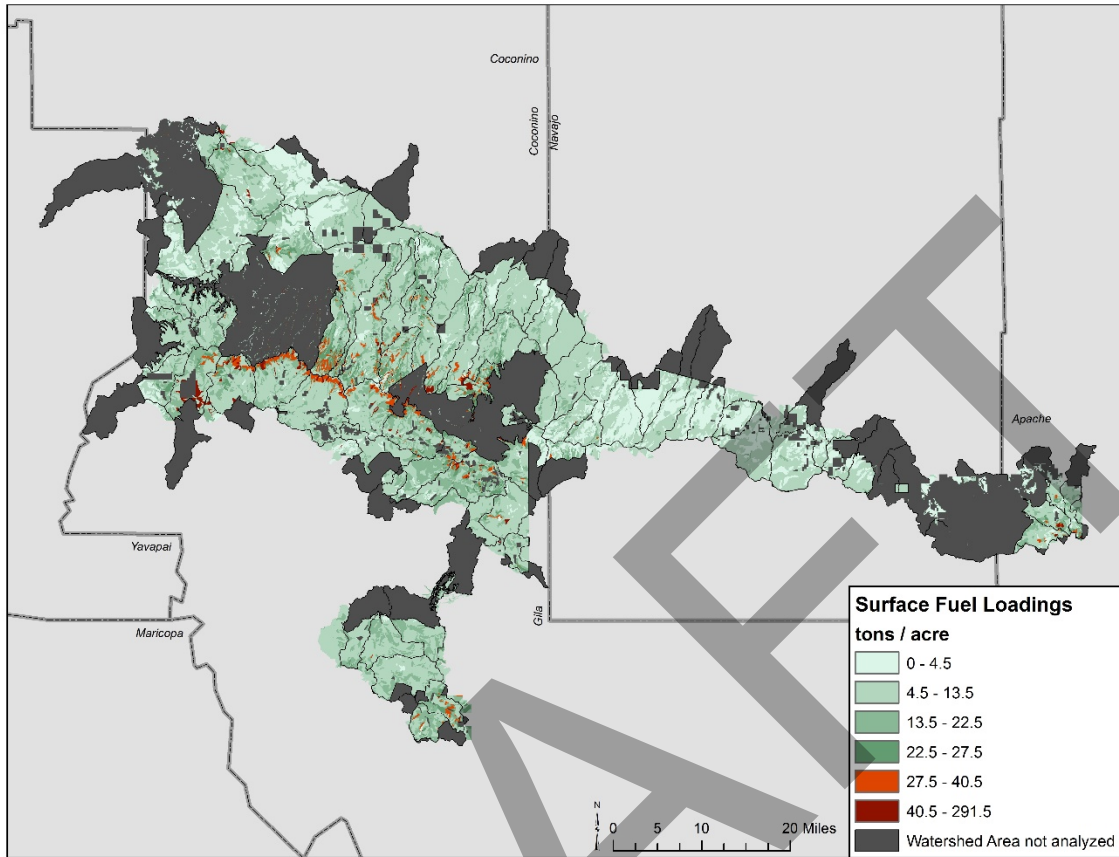 Coconino
Coconino
Navajo
Apache
Yavapai
Maricopa
Gila
Surface Fuel Loadings
tons / acre
0 - 4.5
4.5 - 13.5
13.5 - 22.5
22.5 - 27.5
27.5 - 40.5
40.5 - 291.5
Watershed Area not analyzed
N
0 5 10 20 Miles
AFT